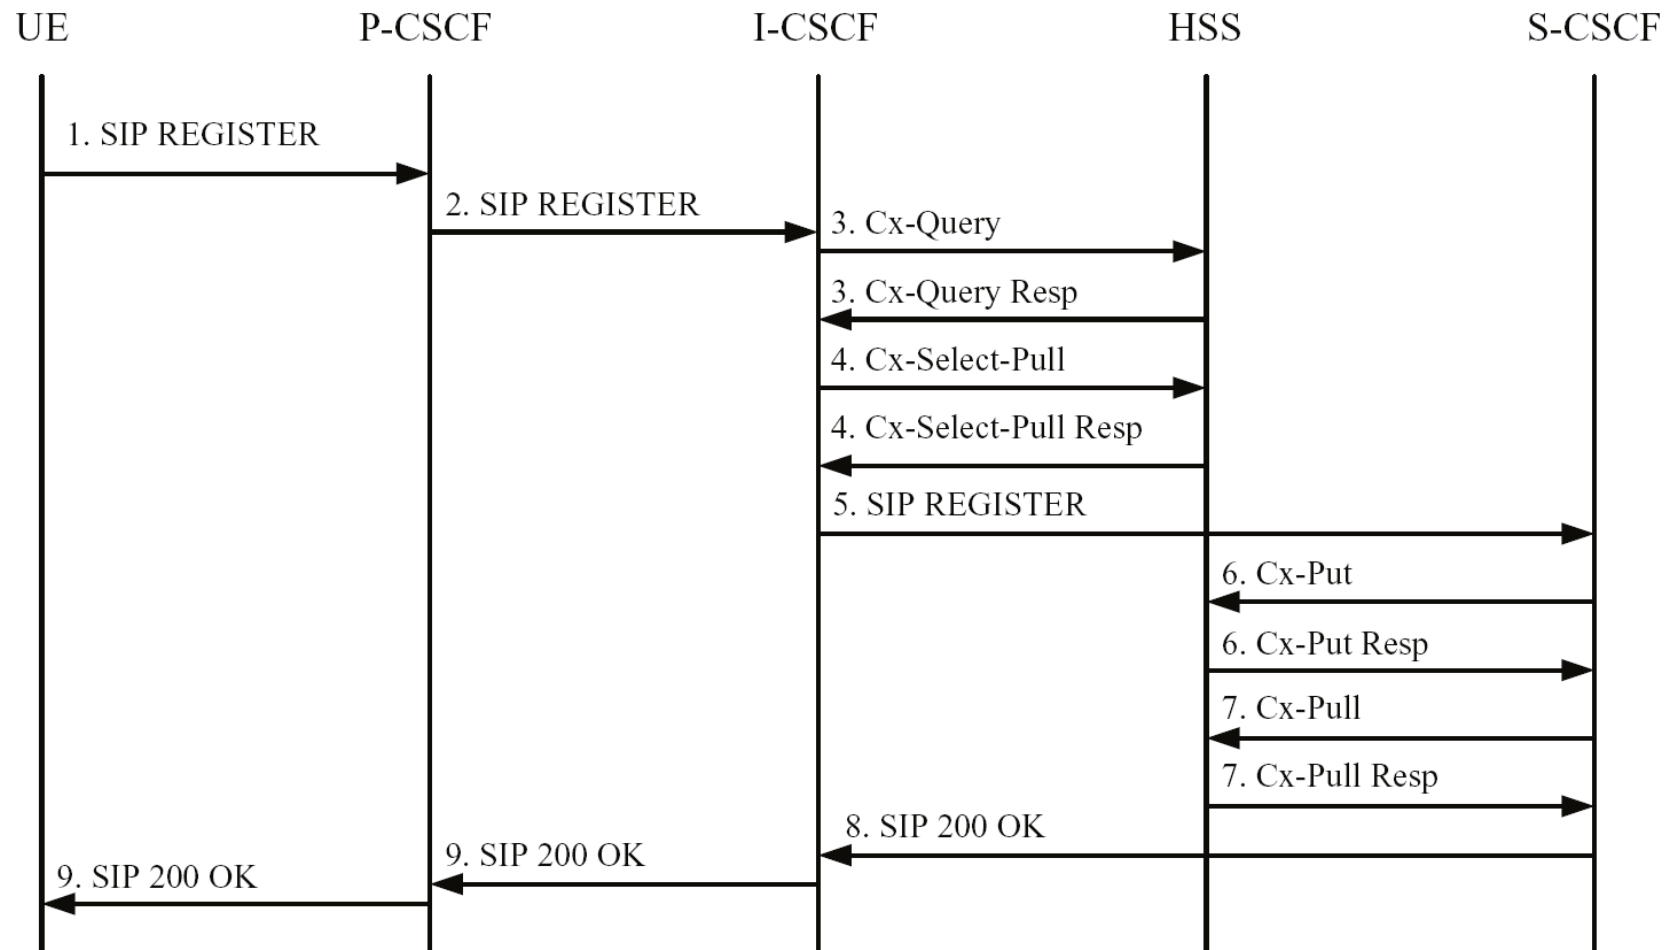 UE P-CSCF I-CSCF HSS S-CSCF
1. SIP REGISTER
2. SIP REGISTER
3. Cx-Query
3. Cx-Query Resp
4. Cx-Select-Pull
4. Cx-Select-Pull Resp
5. SIP REGISTER
6. Cx-Put
6. Cx-Put Resp
7. Cx-Pull
7. Cx-Pull Resp
8. SIP 200 OK
9. SIP 200 OK
9. SIP 200 OK